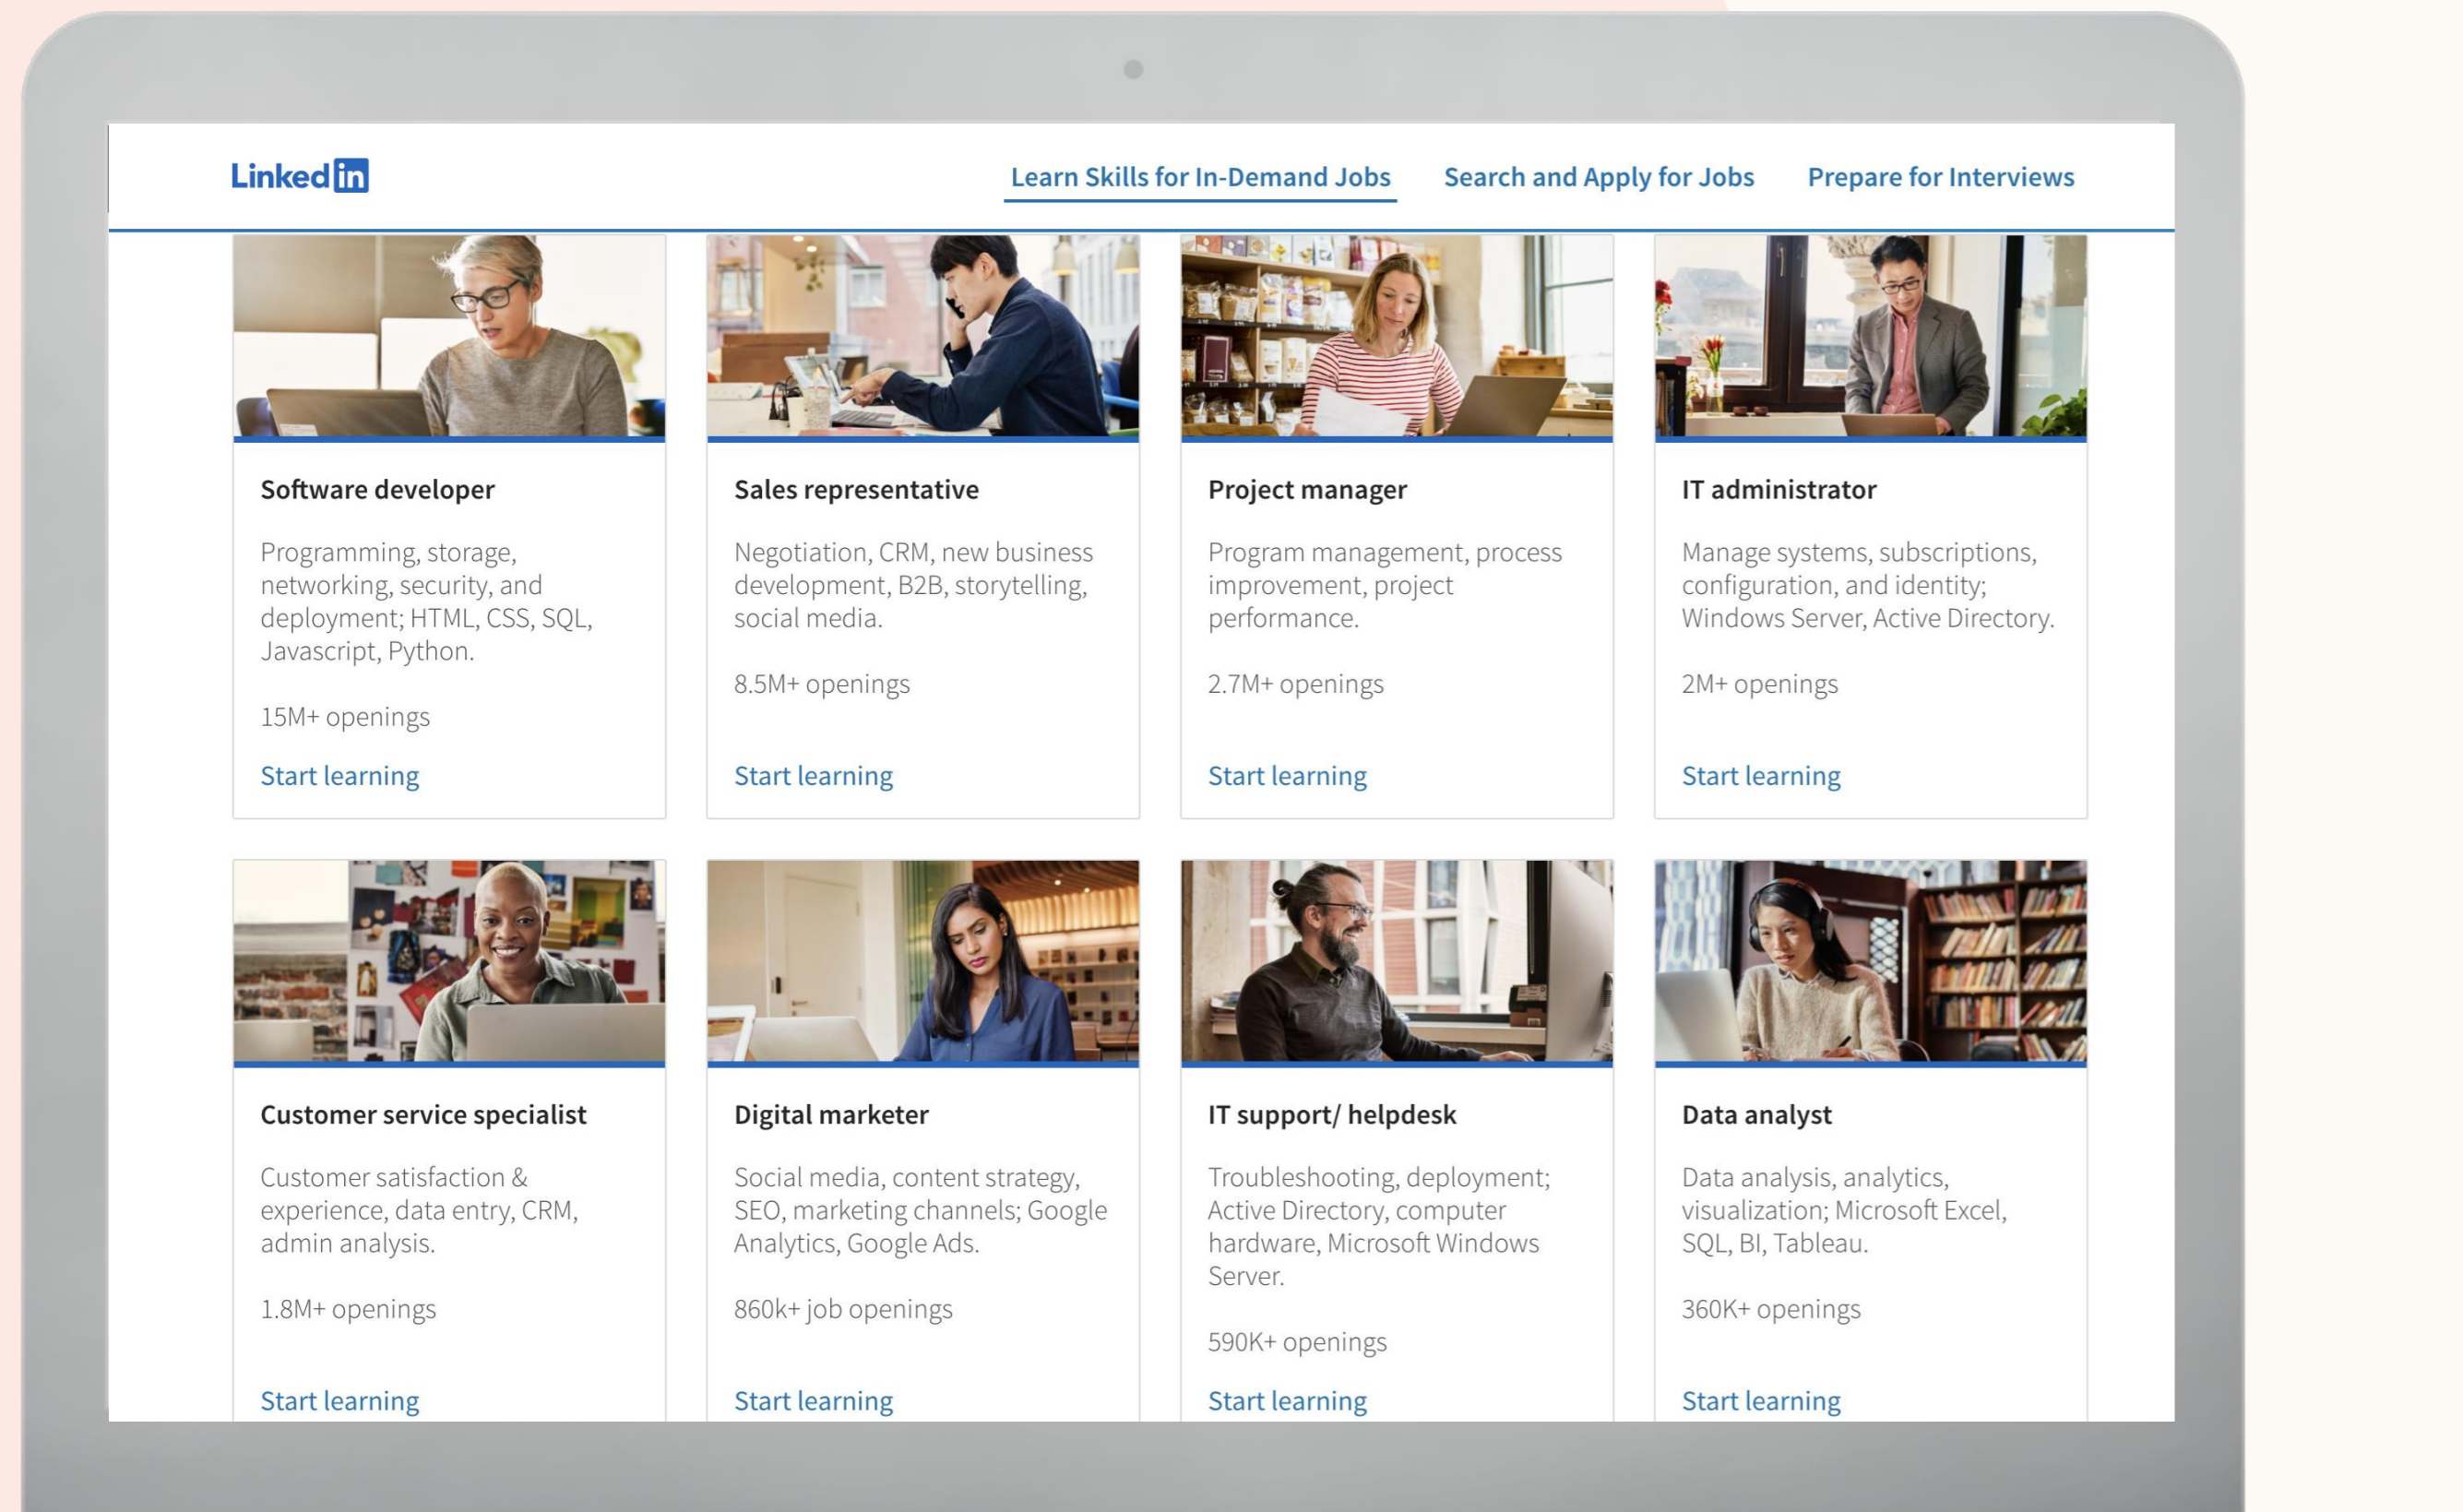 Linkedin
Learn Skills for In-Demand Jobs
Search and Apply for Jobs
Prepare for Interviews
Software developer
Programming, storage,
networking, security, and
deployment; HTML, CSS, SQL,
Javascript, Python.
15M+ openings
Start learning
Sales representative
Negotiation, CRM, new business
development, B2B, storytelling,
social media.
8.5M+ openings
Start learning
Project manager
Program management, process
improvement, project
performance.
2.7M+ openings
Start learning
IT administrator
Manage systems, subscriptions,
configuration, and identity;
Windows Server, Active Directory.
2M+ openings
Start learning
Customer service specialist
Customer satisfaction &
experience, data entry, CRM,
admin analysis.
1.8M+ openings
Start learning
Digital marketer
Social media, content strategy,
SEO, marketing channels; Google
Analytics, Google Ads.
860k+ job openings
Start learning
IT support/ helpdesk
Troubleshooting, deployment;
Active Directory, computer
hardware, Microsoft Windows
Server.
590K+ openings
Start learning
Data analyst
Data analysis, analytics,
visualization; Microsoft Excel,
SQL, BI, Tableau.
360K+ openings
Start learning